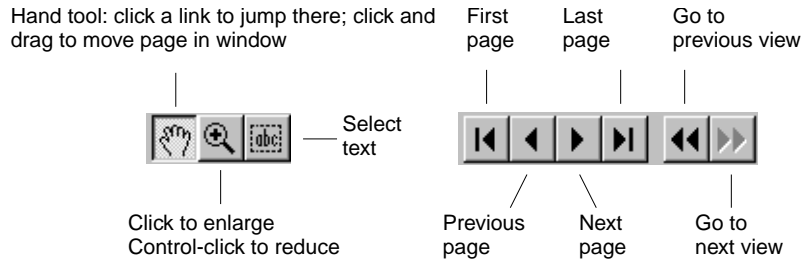 Hand tool: click a link to jump there; click and
drag to move page in window
First
page
Last
page
Go to
previous view
abc
Select
text
Click to enlarge
Control-click to reduce
Previous
page
Next
page
Go to
next view